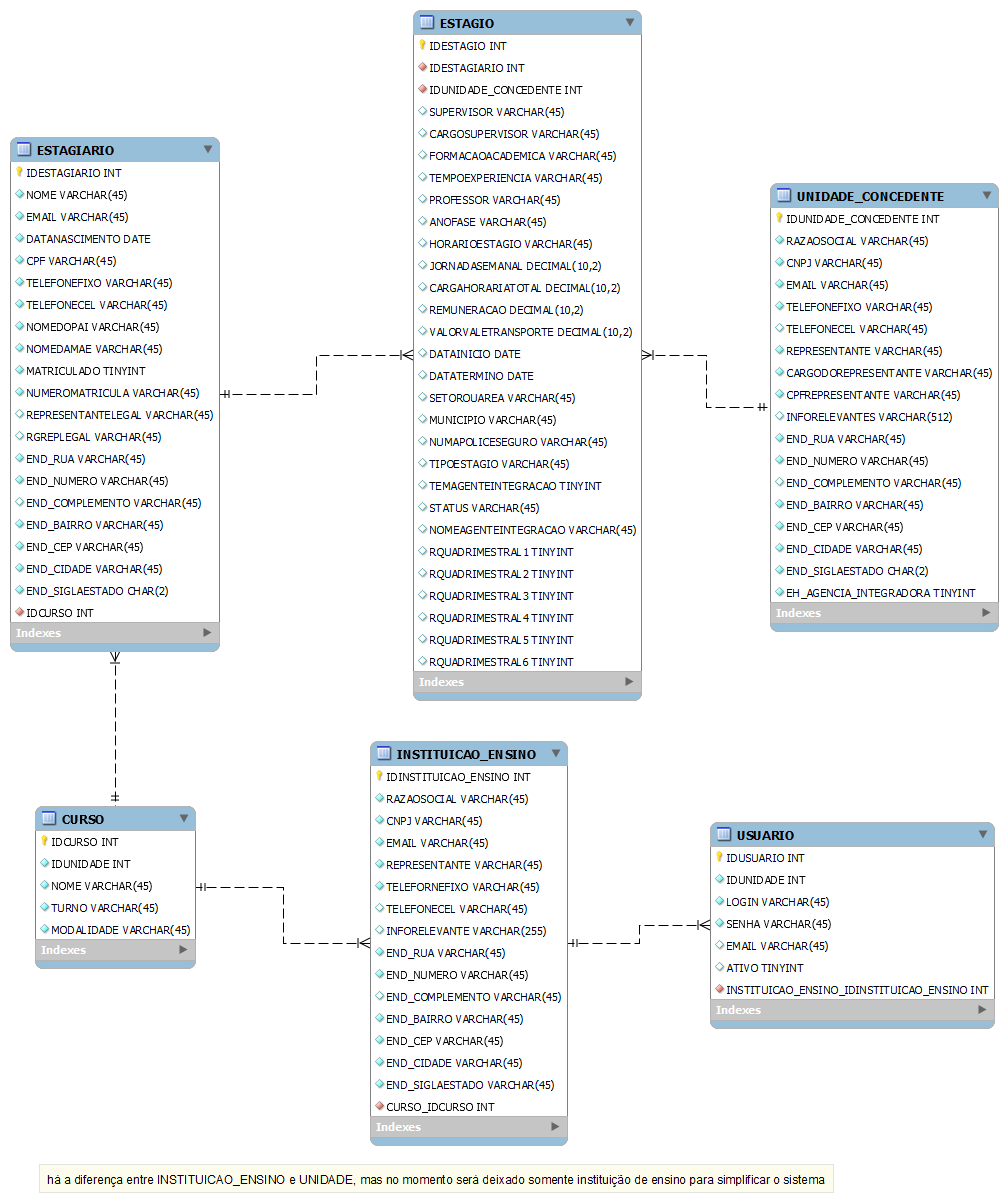 ESTAGIO
IDESTAGIO INT
IDESTAGIARIO INT
IDUNIDADE_CONCEDENTE INT
SUPERVISOR VARCHAR(45)
CARGOSUPERVISOR VARCHAR(45)
FORMACAOACADEMICA VARCHAR(45)
TEMPOEXPERIENCIA VARCHAR(45)
PROFESSOR VARCHAR(45)
ANOFASE VARCHAR(45)
HORARIOESTAGIO VARCHAR(45)
JORNADASEMANAL DECIMAL(10,2)
CARGAHORARIATOTAL DECIMAL(10,2)
REMUNERACAO DECIMAL(10,2)
VALORVALETRANSPORTE DECIMAL(10,2)
DATAINICIO DATE
DATATERMINO DATE
SETOROUAREA VARCHAR(45)
MUNICIPIO VARCHAR(45)
NUMAPOLICESEGURO VARCHAR(45)
TIPOESTAGIO VARCHAR(45)
TEMAGENTEINTEGRACAO TINYINT
STATUS VARCHAR(45)
NOMEAGENTEINTEGRACAO VARCHAR(45)
RQUADRIMESTRAL1 TINYINT
RQUADRIMESTRAL2 TINYINT
RQUADRIMESTRAL3 TINYINT
RQUADRIMESTRAL4 TINYINT
RQUADRIMESTRAL5 TINYINT
RQUADRIMESTRAL6 TINYINT
Indexes
ESTAGIARIO
IDESTAGIARIO INT
NOME VARCHAR(45)
EMAIL VARCHAR(45)
DATANASCIMENTO DATE
CPF VARCHAR(45)
TELEFONEFIXO VARCHAR(45)
TELEFONECEL VARCHAR(45)
NOMEDOPAI VARCHAR(45)
NOMEDAMAE VARCHAR(45)
MATRICULADO TINYINT
NUMEROMATRICULA VARCHAR(45)
REPRESENTANTELEGAL VARCHAR(45)
RGREPLEGAL VARCHAR(45)
END_RUA VARCHAR(45)
END_NUMERO VARCHAR(45)
END_COMPLEMENTO VARCHAR(45)
END_BAIRRO VARCHAR(45)
END_CEP VARCHAR(45)
END_CIDADE VARCHAR(45)
END_SIGLAESTADO CHAR(2)
IDCURSO INT
Indexes
UNIDADE_CONCEDENTE
IDUNIDADE_CONCEDENTE INT
RAZAOSOCIAL VARCHAR(45)
CNPJ VARCHAR(45)
EMAIL VARCHAR(45)
TELEFONEFIXO VARCHAR(45)
TELEFONECEL VARCHAR(45)
REPRESENTANTE VARCHAR(45)
CARGODOREPRESENTANTE VARCHAR(45)
CPFREPRESENTANTE VARCHAR(45)
INFORELEVANTES VARCHAR(512)
END_RUA VARCHAR(45)
END_NUMERO VARCHAR(45)
END_COMPLEMENTO VARCHAR(45)
END_BAIRRO VARCHAR(45)
END_CEP VARCHAR(45)
END_CIDADE VARCHAR(45)
END_SIGLAESTADO CHAR(2)
EH_AGENCIA_INTEGRADORA TINYINT
Indexes
CURSO
IDCURSO INT
IDUNIDADE INT
NOME VARCHAR(45)
TURNO VARCHAR(45)
MODALIDADE VARCHAR(45)
Indexes
INSTITUICAO_ENSINO
IDINSTITUICAO_ENSINO INT
RAZAOSOCIAL VARCHAR(45)
CNPJ VARCHAR(45)
EMAIL VARCHAR(45)
REPRESENTANTE VARCHAR(45)
TELEFORNEFIXO VARCHAR(45)
TELEFONECEL VARCHAR(45)
INFORELEVANTE VARCHAR(255)
END_RUA VARCHAR(45)
END_NUMERO VARCHAR(45)
END_COMPLEMENTO VARCHAR(45)
END_BAIRRO VARCHAR(45)
END_CEP VARCHAR(45)
END_CIDADE VARCHAR(45)
END_SIGLAESTADO VARCHAR(45)
CURSO_IDCURSO INT
Indexes
USUARIO
IDUSUARIO INT
IDUNIDADE INT
LOGIN VARCHAR(45)
SENHA VARCHAR(45)
EMAIL VARCHAR(45)
ATIVO TINYINT
INSTITUICAO_ENSINO_IDINSTITUICAO_ENSINO INT
Indexes
há a diferença entre INSTITUICAO_ENSINO e UNIDADE, mas no momento será deixado somente instituição de ensino para simplificar o sistema